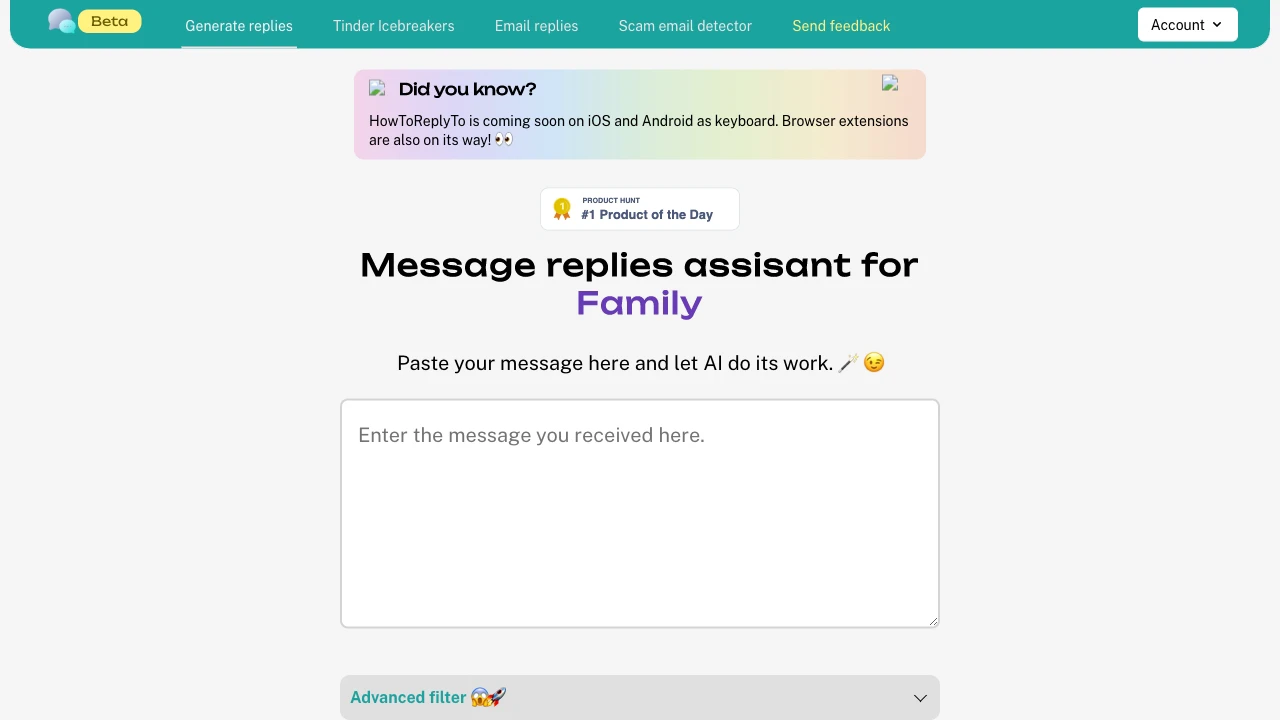 Beta
Generate replies
Tinder Icebreakers
Email replies
Scam email detector
Send feedback
Account
Did you know?
HowToReplyTo is coming soon on iOS and Android as keyboard. Browser extensions
are also on its way! 👀
1
PRODUCT HUNT
#1 Product of the Day
Message replies assisant for
Family
Paste your message here and let AI do its work. 🪄 😉
Enter the message you received here.
Advanced filter 😱🚀